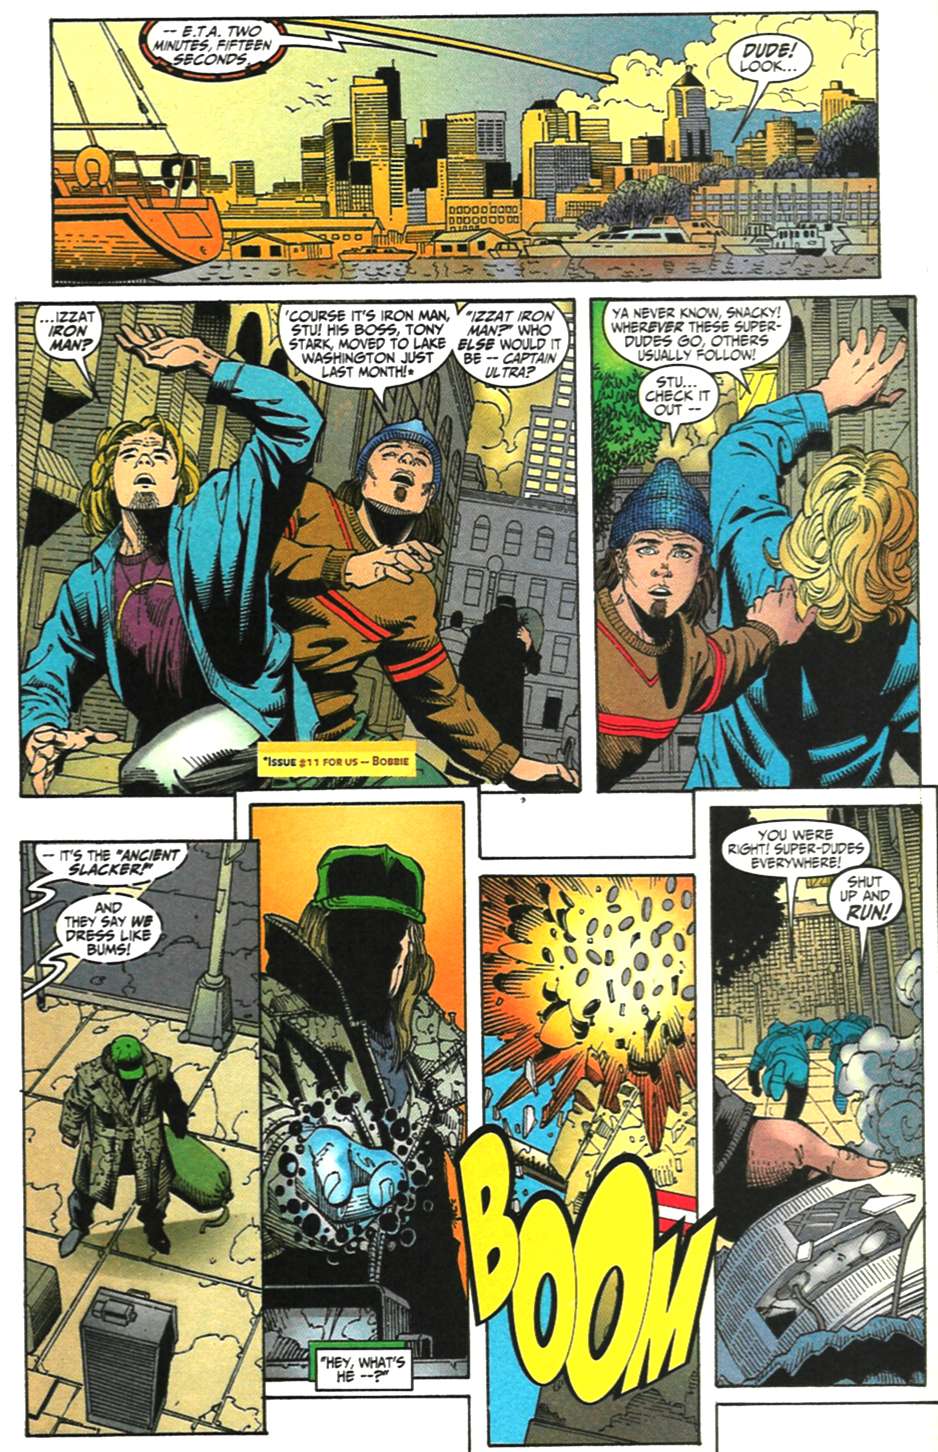 -- E.T.A. TWO
MINUTES, FIFTEEN
SECONDS.
DUDE!
LOOK...
...IZZAT
IRON
MAN?
'COURSE IT'S IRON MAN,
STU! HIS BOSS, TONY
STARK, MOVED TO LAKE
WASHINGTON JUST
LAST MONTH!*
"IZZAT IRON
MAN?" WHO
ELSE WOULD IT
BE -- CAPTAIN
ULTRA?
*ISSUE #11 FOR US -- BOBBIE
YA NEVER KNOW, SNACKY!
WHEREVER THESE SUPER-
DUDES GO, OTHERS
USUALLY FOLLOW!
STU...
CHECK IT
OUT --
-- IT'S THE "ANCIENT
SLACKER!"
AND
THEY SAY WE
DRESS LIKE
BUMS!
"HEY, WHAT'S
HE --?"
BOOM
YOU WERE
RIGHT! SUPER-DUDES
EVERYWHERE!
SHUT
UP AND
RUN!